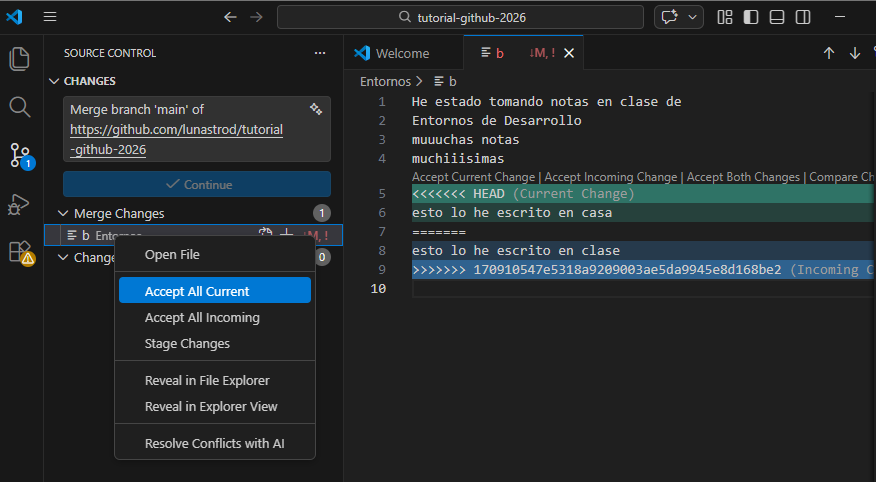 tutorial-github-2026
SOURCE CONTROL
CHANGES
Merge branch 'main' of
https://github.com/lunastrod/tutorial
-github-2026
Continue
Merge Changes
1
b
↓M, !
0
1
Open File
Accept All Current
Accept All Incoming
Stage Changes
Reveal in File Explorer
Reveal in Explorer View
Resolve Conflicts with AI
Welcome
b ↓M, !
Entornos > b
1 He estado tomando notas en clase de
2 Entornos de Desarrollo
3 muuuchas notas
4 muchiiisimas
Accept Current Change | Accept Incoming Change | Accept Both Changes | Compare Ch
5 <<<<<<< HEAD (Current Change)
6 esto lo he escrito en casa
7 =======
8 esto lo he escrito en clase
9 >>>>>>> 170910547e5318a9209003ae5da9945e8d168be2 (Incoming C
10